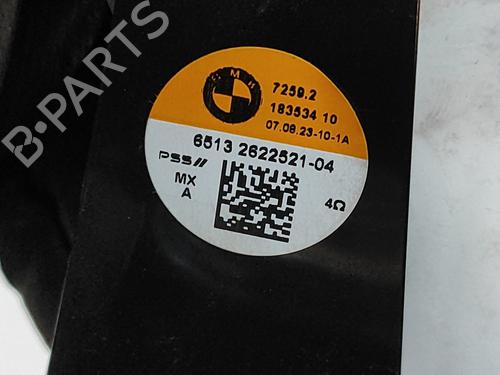 B-PARTS
BMW
7259.2
183534 10
07.08.23-10-1A
6513 2622521-04
PSS//
MX
A
4Ω